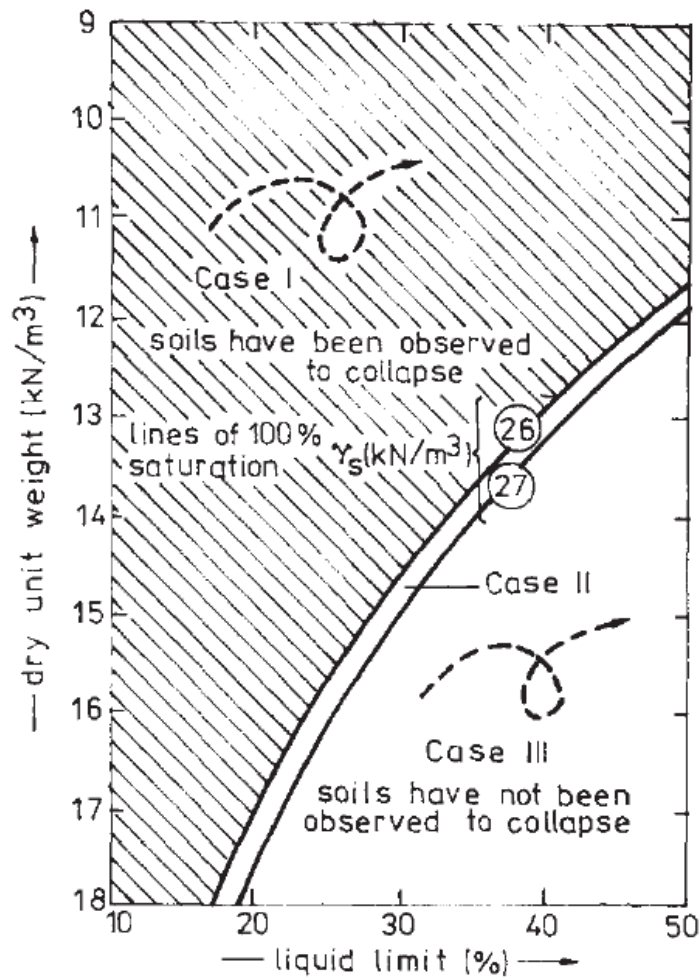 9
10
11
12
13
14
15
16
17
18
— dry unit weight (kN/m³) →
Case I
soils have been observed
to collapse
lines of 100%
saturation
γs(kN/m³)
26
27
Case II
Case III
soils have not been
observed to collapse
10 20 30 40 50
— liquid limit (%) →